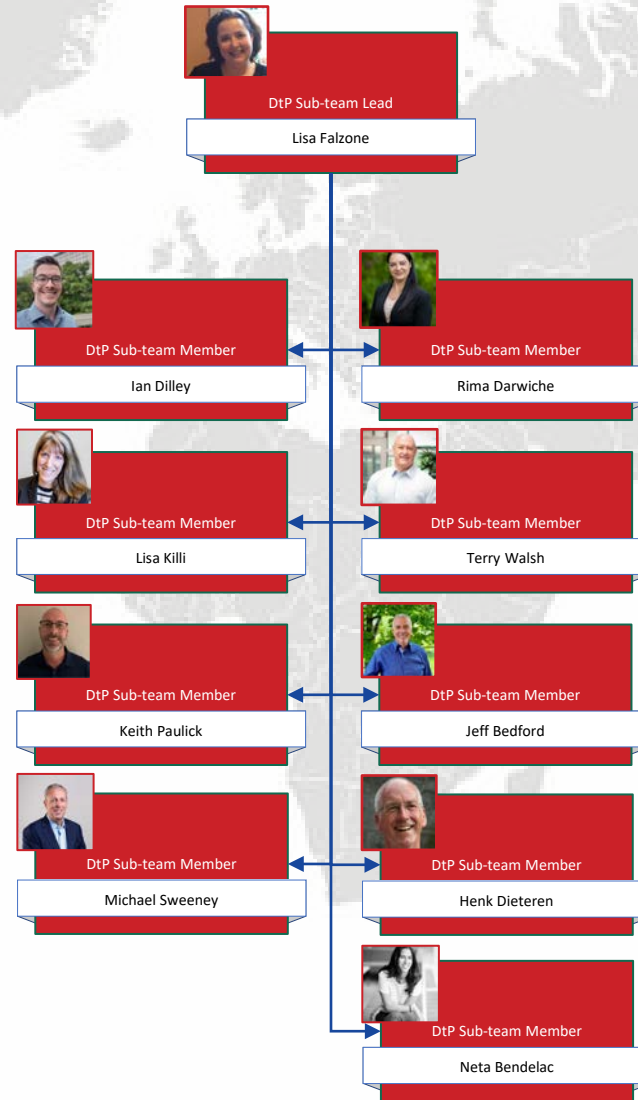 DtP Sub-team Lead
Lisa Falzone
DtP Sub-team Member
Ian Dilley
DtP Sub-team Member
Rima Darwiche
DtP Sub-team Member
Lisa Killi
DtP Sub-team Member
Terry Walsh
DtP Sub-team Member
Keith Paulick
DtP Sub-team Member
Jeff Bedford
DtP Sub-team Member
Michael Sweeney
DtP Sub-team Member
Henk Dieteren
DtP Sub-team Member
Neta Bendelac